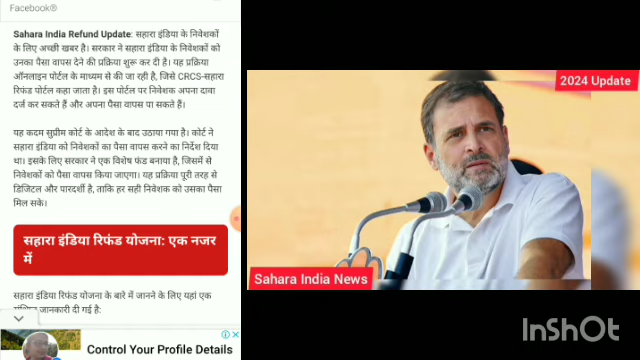 Facebook®
Sahara India Refund Update: सहारा इंडिया के निवेशकों
के लिए अच्छी खबर है। सरकार ने सहारा इंडिया के निवेशकों को
उनका पैसा वापस देने की प्रक्रिया शुरू कर दी है। यह प्रक्रिया
ऑनलाइन पोर्टल के माध्यम से की जा रही है, जिसे CRCS-सहारा
रिफंड पोर्टल कहा जाता है। इस पोर्टल पर निवेशक अपना दावा
दर्ज कर सकते हैं और अपना पैसा वापस पा सकते हैं।
यह कदम सुप्रीम कोर्ट के आदेश के बाद उठाया गया है। कोर्ट ने
सहारा इंडिया को निवेशकों का पैसा वापस करने का निर्देश दिया
था। इसके लिए सरकार ने एक विशेष फंड बनाया है, जिसमें से
निवेशकों को पैसा वापस किया जाएगा। यह प्रक्रिया पूरी तरह से
डिजिटल और पारदर्शी है, ताकि हर सही निवेशक को उसका पैसा
मिल सके।
सहारा इंडिया रिफंड योजना: एक नजर
में
सहारा इंडिया रिफंड योजना के बारे में जानने के लिए यहां एक
जानकारी दी गई है:
Control Your Profile Details
2024 Update
Sahara India News
InShOt